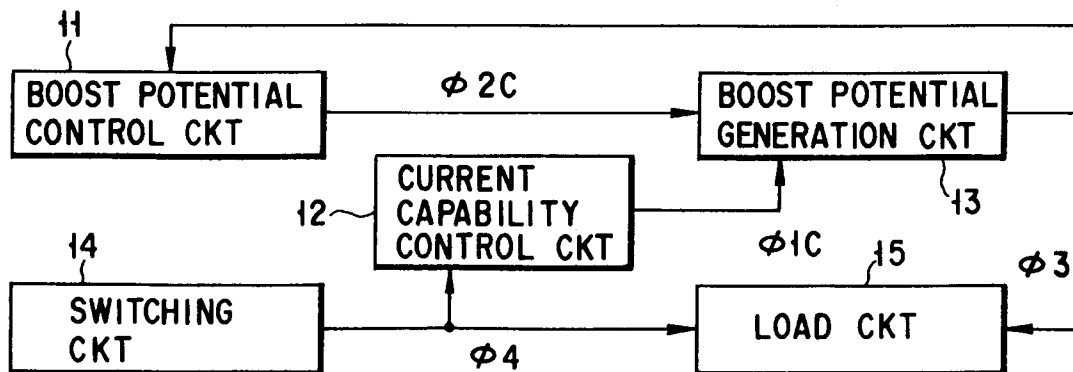 11
BOOST POTENTIAL
CONTROL CKT
φ2C
BOOST POTENTIAL
GENERATION CKT
13
12
CURRENT
CAPABILITY
CONTROL CKT
φ1C
14
SWITCHING
CKT
φ4
15
LOAD CKT
φ3